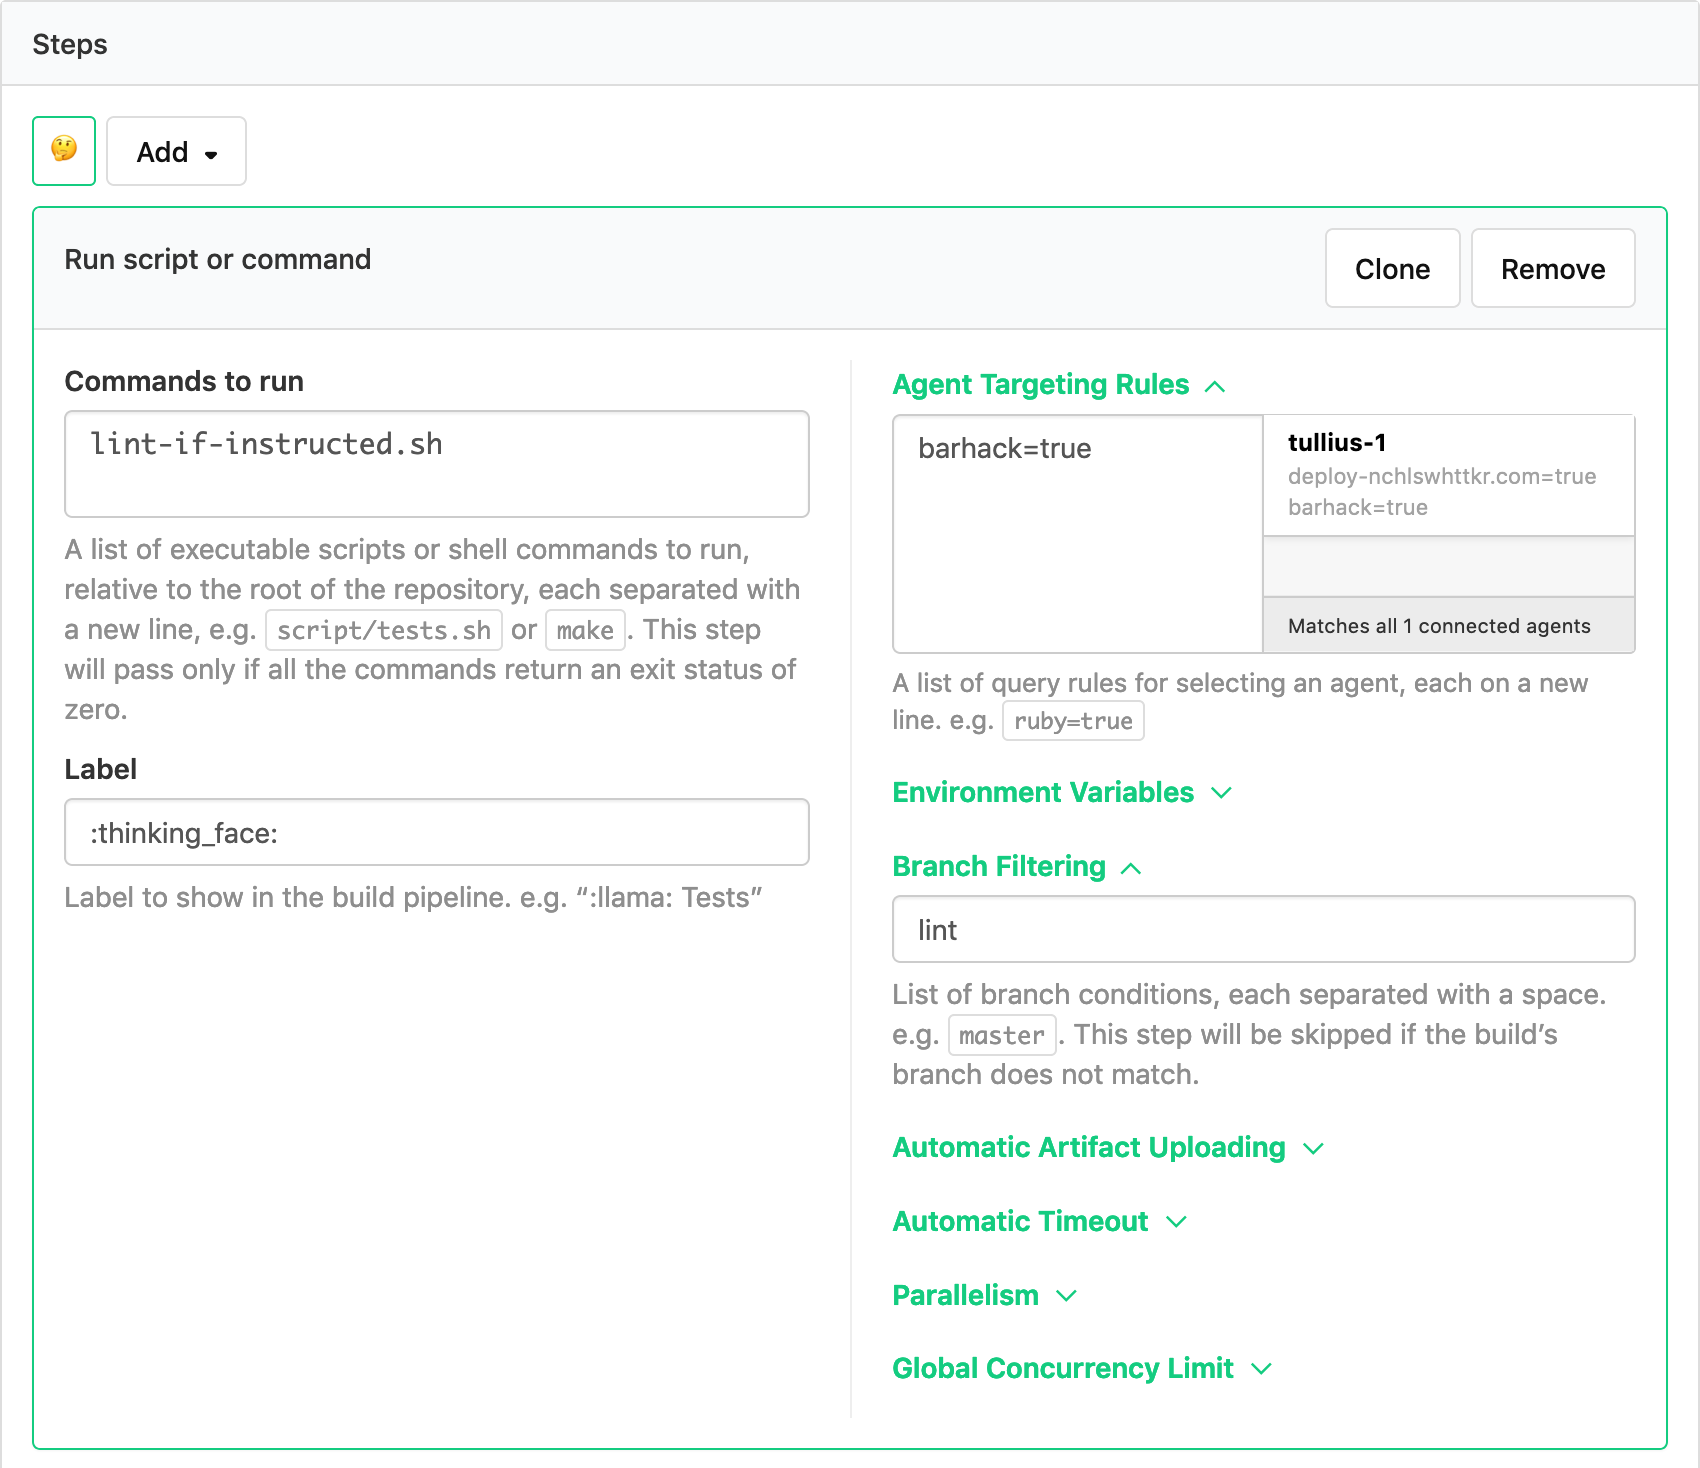 Steps
🤔
Add
Run script or command
Clone
Remove
Commands to run
lint-if-instructed.sh
A list of executable scripts or shell commands to run,
relative to the root of the repository, each separated with
a new line, e.g. script/tests.sh or make. This step
will pass only if all the commands return an exit status of
zero.
Label
:thinking_face:
Label to show in the build pipeline. e.g. “:llama: Tests”
Agent Targeting Rules
barhack=true
tullius-1
deploy-nchlswhttkr.com=true
barhack=true
Matches all 1 connected agents
A list of query rules for selecting an agent, each on a new
line. e.g. ruby=true
Environment Variables
Branch Filtering
lint
List of branch conditions, each separated with a space.
e.g. master. This step will be skipped if the build’s
branch does not match.
Automatic Artifact Uploading
Automatic Timeout
Parallelism
Global Concurrency Limit